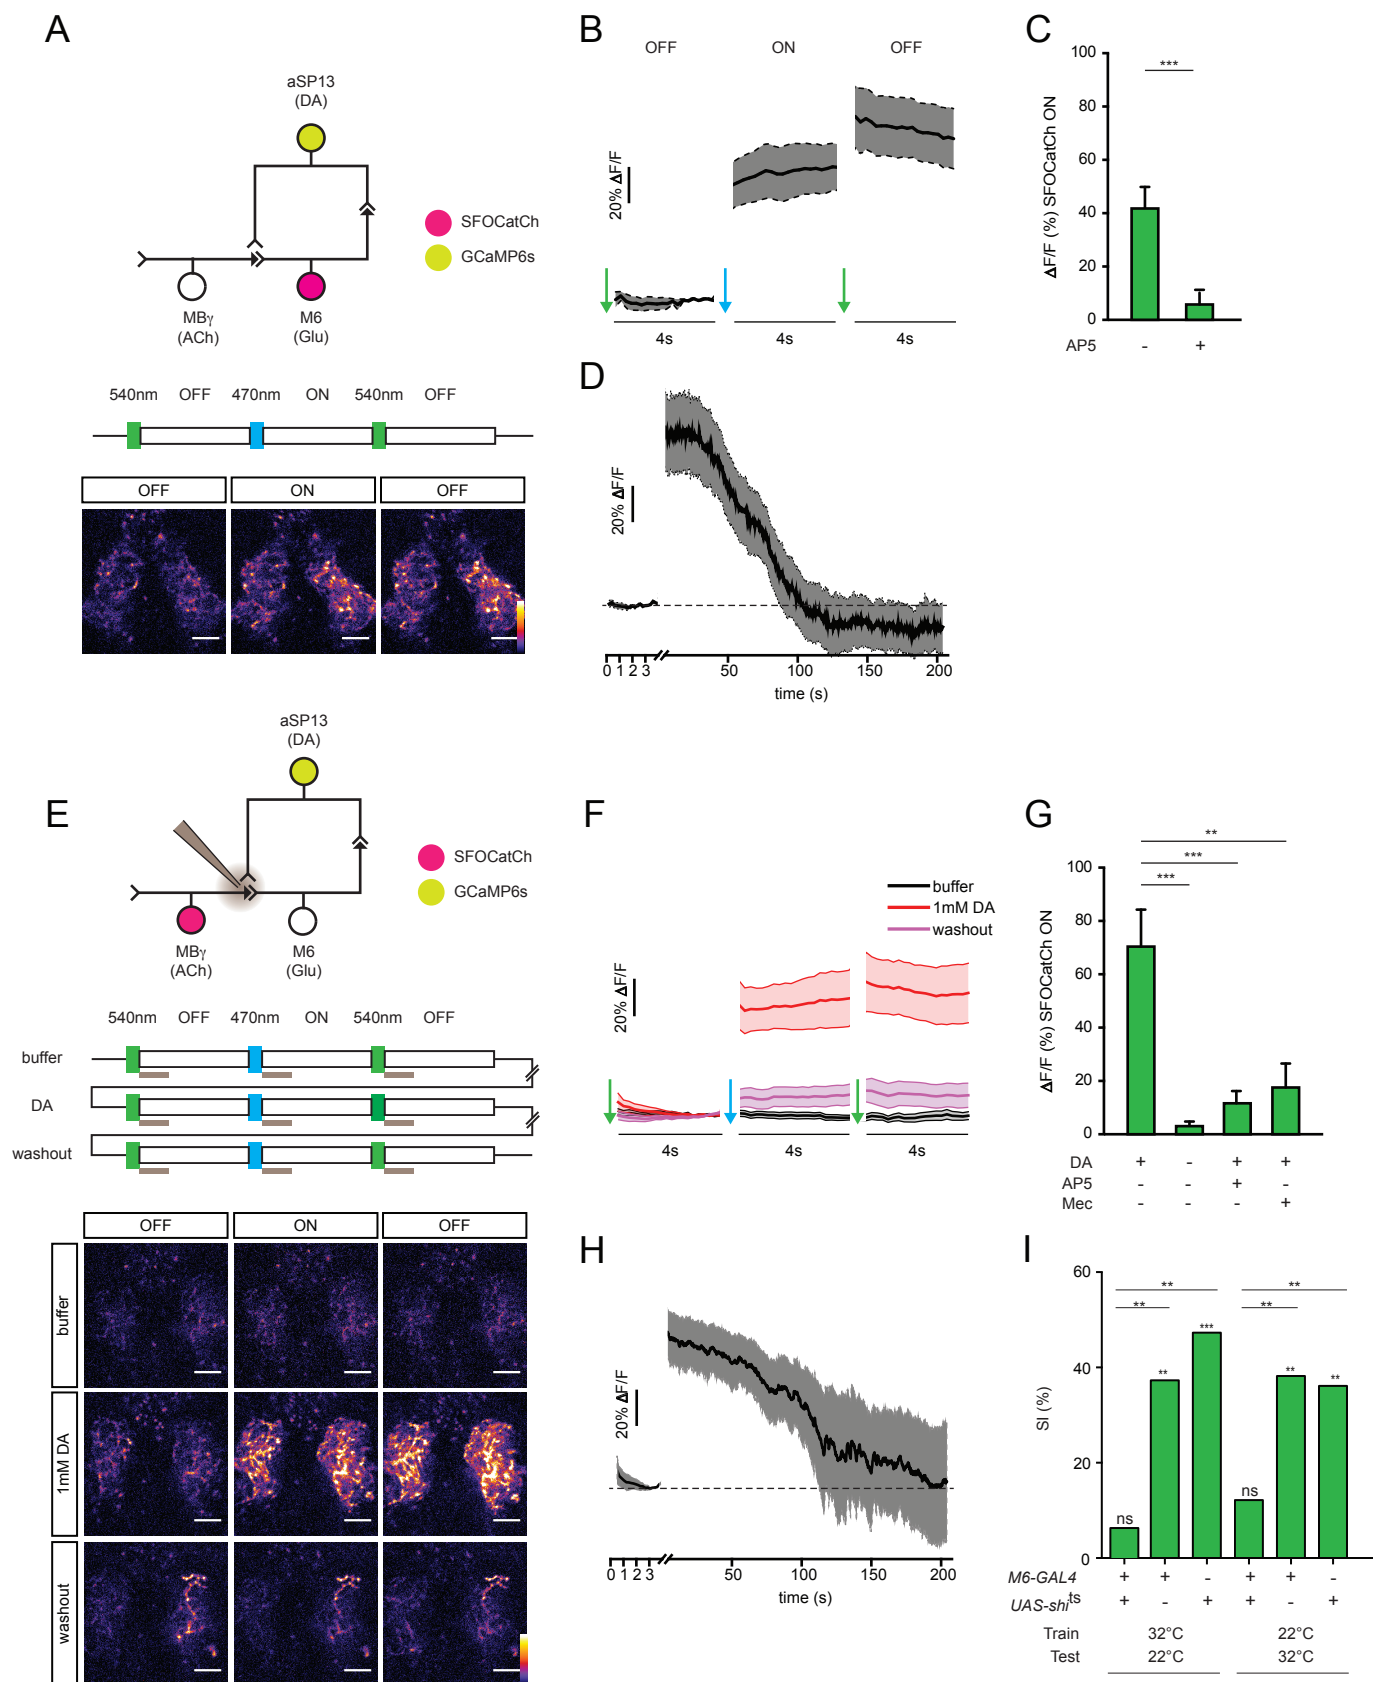 A
aSP13
(DA)
SFOCatCh
GCaMP6s
MBγ
(ACh)
M6
(Glu)
540nm OFF 470nm ON 540nm OFF
OFF ON OFF
B
OFF ON OFF
20% ΔF/F
4s 4s 4s
C
ΔF/F (%) SFOCatCh ON
100
80
60
40
20
0
***
AP5 - +
D
20% ΔF/F
0 1 2 3 50 100 150 200
time (s)
E
aSP13
(DA)
SFOCatCh
GCaMP6s
MBγ
(ACh)
M6
(Glu)
540nm OFF 470nm ON 540nm OFF
buffer
DA
washout
OFF ON OFF
buffer
1mM DA
washout
F
buffer
1mM DA
washout
20% ΔF/F
4s 4s 4s
G
ΔF/F (%) SFOCatCh ON
100
80
60
40
20
0
**
***
***
DA + - + +
AP5 - - + -
Mec - - - +
H
20% ΔF/F
0 1 2 3 50 100 150 200
time (s)
I
SI (%)
60
40
20
0
** **
** **
ns ** *** ns ** **
M6-GAL4 + + - + + -
UAS-shits + - + + - +
Train 32°C 22°C
Test 22°C 32°C